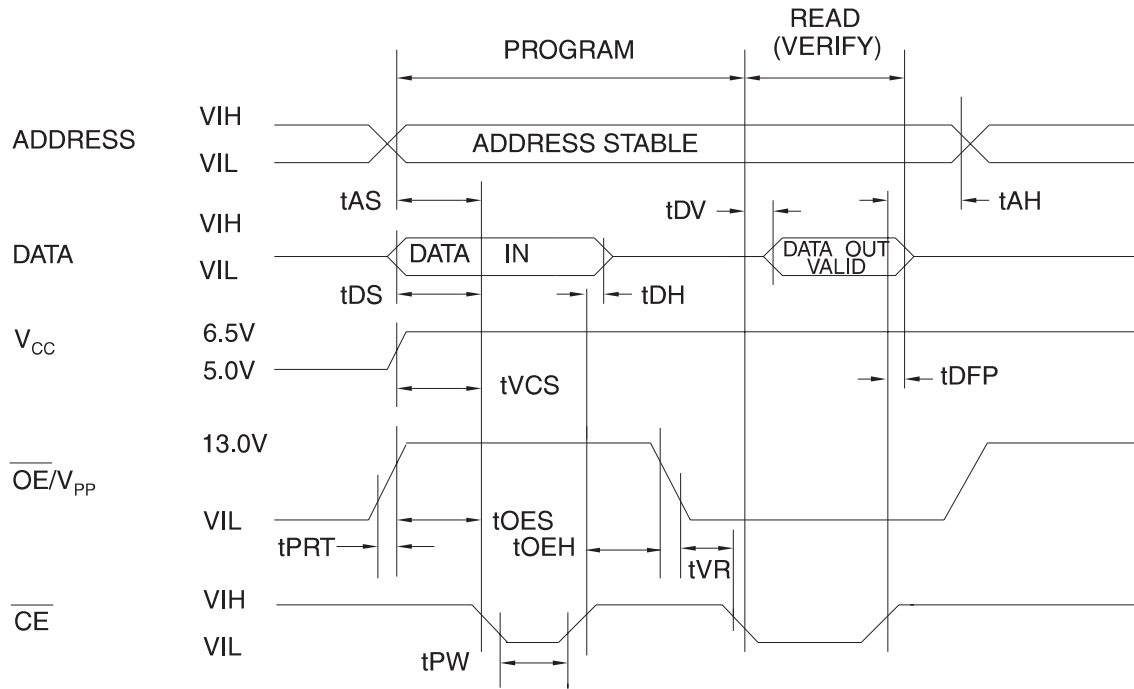 READ
(VERIFY)
PROGRAM
ADDRESS
VIH
VIL
ADDRESS STABLE
tAS
tDV
tAH
DATA
VIH
VIL
DATA IN
DATA OUT
VALID
tDS
tDH
VCC
6.5V
5.0V
tVCS
tDFP
OE/VPP
13.0V
VIL
tPRT
tOES
tOEH
tVR
CE
VIH
VIL
tPW